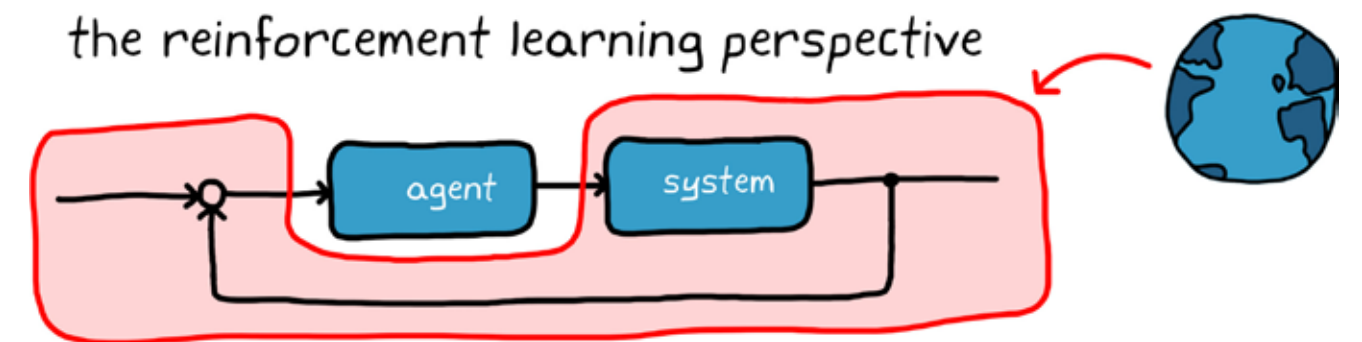 the reinforcement learning perspective
agent
system